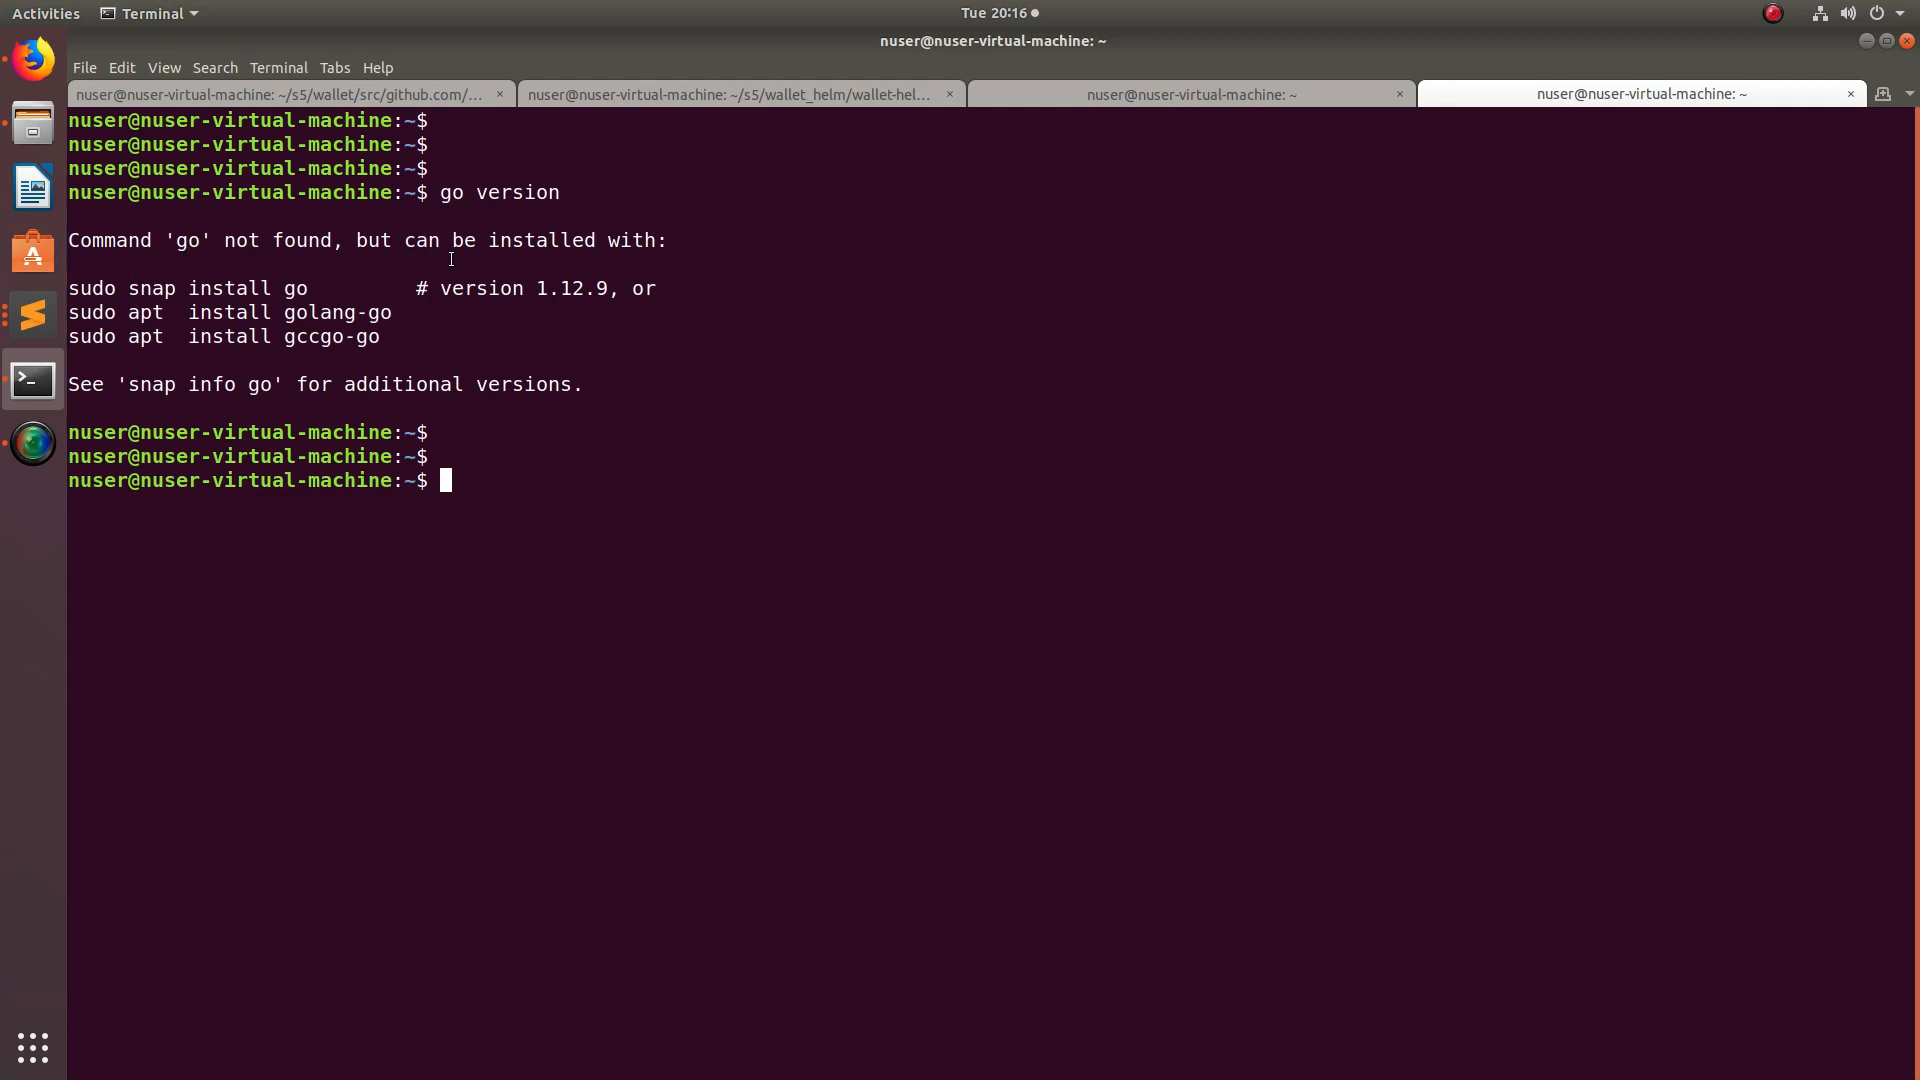 Activities Terminal Tue 20:16
nuser@nuser-virtual-machine: ~
File Edit View Search Terminal Tabs Help
nuser@nuser-virtual-machine: ~/s5/wallet/src/github.com/... × nuser@nuser-virtual-machine: ~/s5/wallet_helm/wallet-hel... × nuser@nuser-virtual-machine: ~ × nuser@nuser-virtual-machine: ~ ×
nuser@nuser-virtual-machine:~$
nuser@nuser-virtual-machine:~$
nuser@nuser-virtual-machine:~$
nuser@nuser-virtual-machine:~$ go version
Command 'go' not found, but can be installed with:
sudo snap install go         # version 1.12.9, or
sudo apt  install golang-go
sudo apt  install gccgo-go
See 'snap info go' for additional versions.
nuser@nuser-virtual-machine:~$
nuser@nuser-virtual-machine:~$
nuser@nuser-virtual-machine:~$